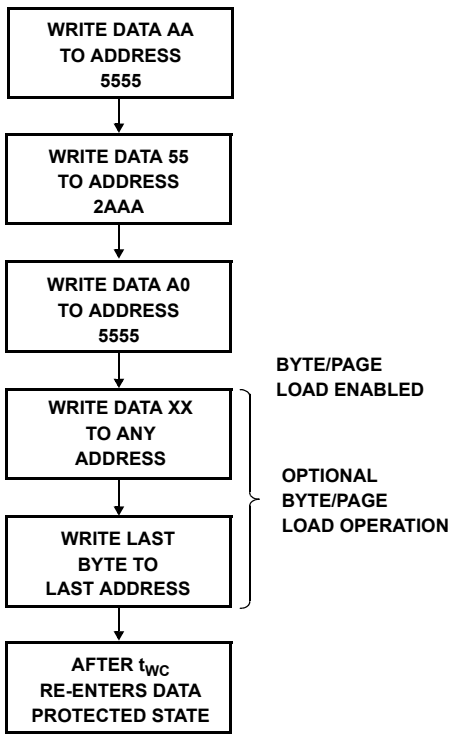 WRITE DATA AA
TO ADDRESS
5555
WRITE DATA 55
TO ADDRESS
2AAA
WRITE DATA A0
TO ADDRESS
5555
BYTE/PAGE
LOAD ENABLED
WRITE DATA XX
TO ANY
ADDRESS
OPTIONAL
BYTE/PAGE
LOAD OPERATION
WRITE LAST
BYTE TO
LAST ADDRESS
AFTER tWC
RE-ENTERS DATA
PROTECTED STATE